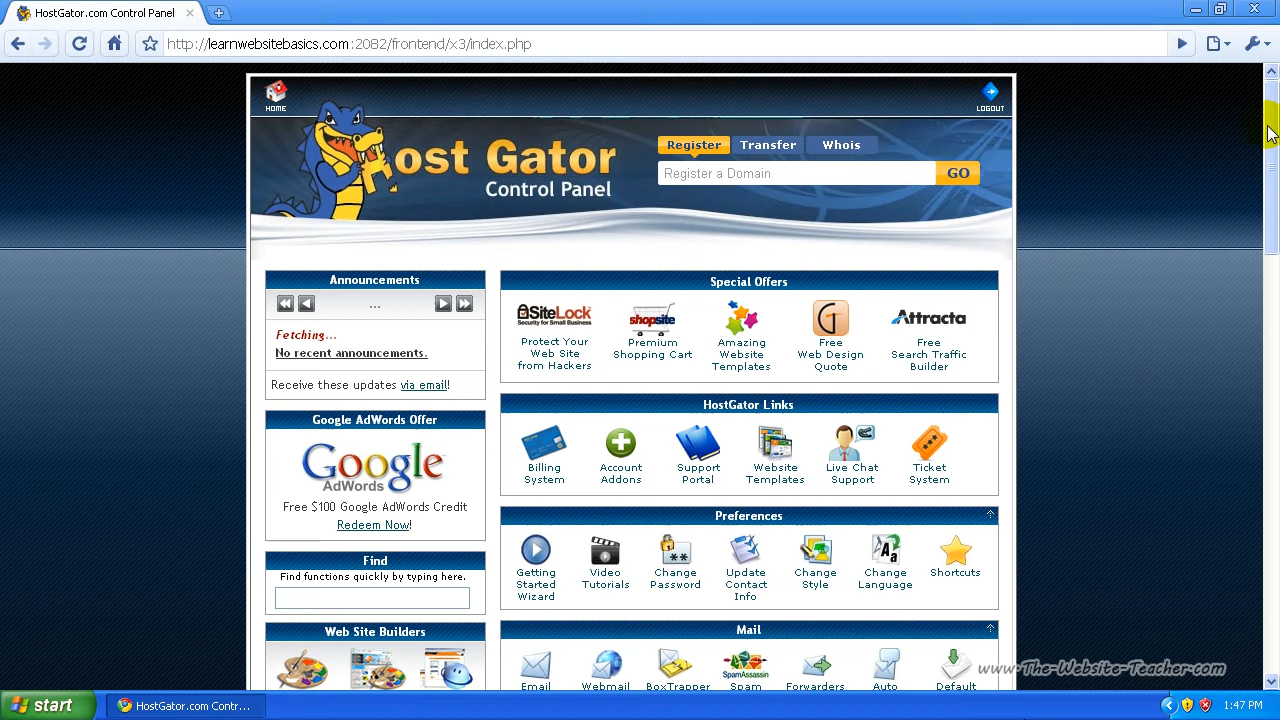 HostGator.com Control Panel
http://learnwebsitebasics.com:2082/frontend/x3/index.php
HOME
LOGOUT
Host Gator
Control Panel
Register Transfer Whois
Register a Domain GO
Announcements
...
Fetching...
No recent announcements.
Receive these updates via email!
Google AdWords Offer
Google
AdWords
Free $100 Google AdWords Credit
Redeem Now!
Find
Find functions quickly by typing here.
Web Site Builders
Special Offers
SiteLock
Security for Small Business
Protect Your
Web Site
from Hackers
shopsite
Premium
Shopping Cart
Amazing
Website
Templates
Free
Web Design
Quote
Attracta
Free
Search Traffic
Builder
HostGator Links
Billing
System
Account
Addons
Support
Portal
Website
Templates
Live Chat
Support
Ticket
System
Preferences
Getting
Started
Wizard
Video
Tutorials
Change
Password
Update
Contact
Info
Change
Style
Change
Language
Shortcuts
Mail
Email
Webmail
BoxTrapper
SpamAssassin
Spam
Forwarders
Auto
Default
www.The-Website-Teacher.com
start
HostGator.com Contr...
1:47 PM